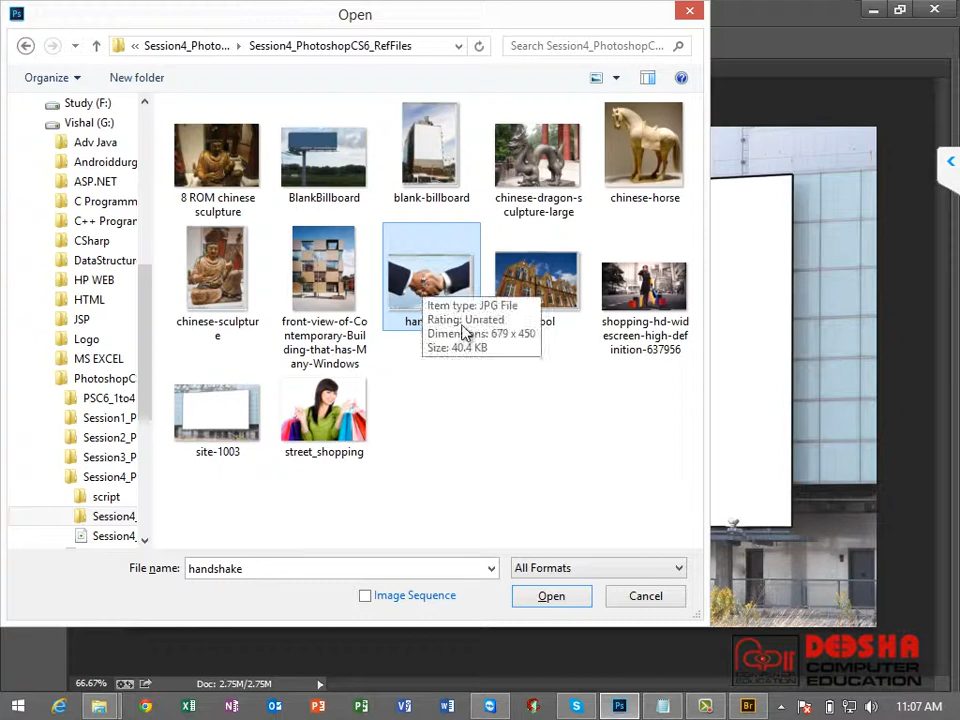 Open
Session4_Photo... Session4_PhotoshopCS6_RefFiles
Search Session4_PhotoshopC...
Organize New folder
Study (F:)
Vishal (G:)
Adv Java
Androiddurg
ASP.NET
C Programm
C++ Program
CSharp
DataStructur
HP WEB
HTML
JSP
Logo
MS EXCEL
PhotoshopC
PSC6_1to4
Session1_P
Session2_P
Session3_P
Session4_P
script
Session4_
Session4_
8 ROM chinese
sculpture
BlankBillboard
blank-billboard
chinese-dragon-s
culpture-large
chinese-horse
chinese-sculptur
e
front-view-of-Co
ntemporary-Buil
ding-that-has-M
any-Windows
shopping-hd-wid
escreen-high-def
inition-637956
Item type: JPG File
Rating: Unrated
Dimensions: 679 x 450
Size: 40.4 KB
site-1003
street_shopping
File name: handshake
All Formats
Image Sequence
Open
Cancel
DEOSHA
COMPUTER
EDUCATION
66.67% Doc: 2.75M/2.75M
11:07 AM